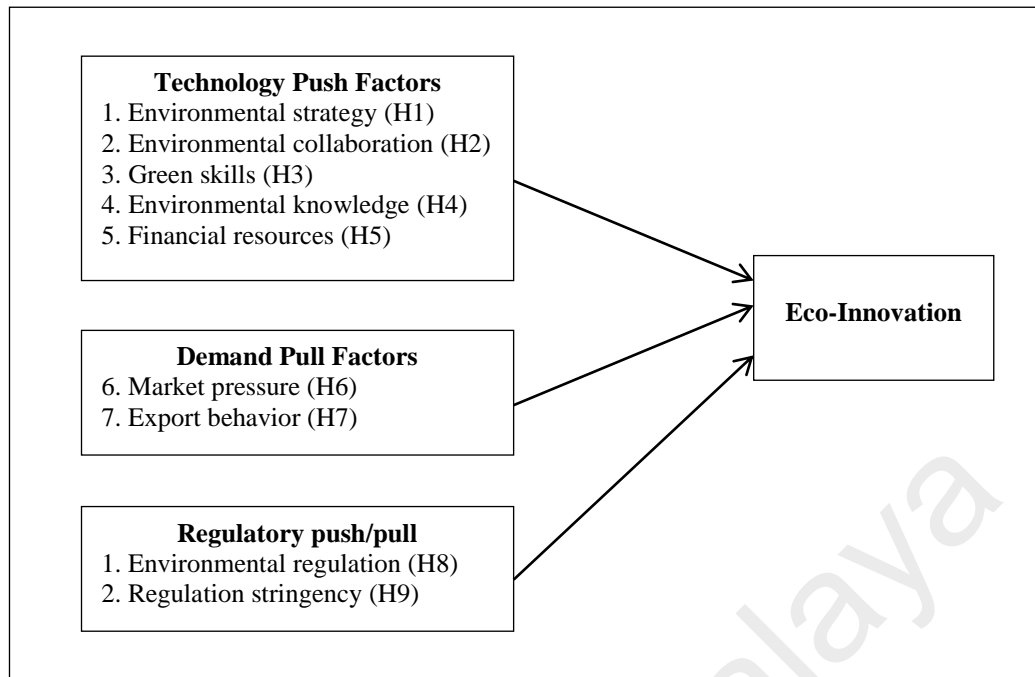 Technology Push Factors
1. Environmental strategy (H1)
2. Environmental collaboration (H2)
3. Green skills (H3)
4. Environmental knowledge (H4)
5. Financial resources (H5)
Eco-Innovation
Demand Pull Factors
6. Market pressure (H6)
7. Export behavior (H7)
Regulatory push/pull
1. Environmental regulation (H8)
2. Regulation stringency (H9)
alaya